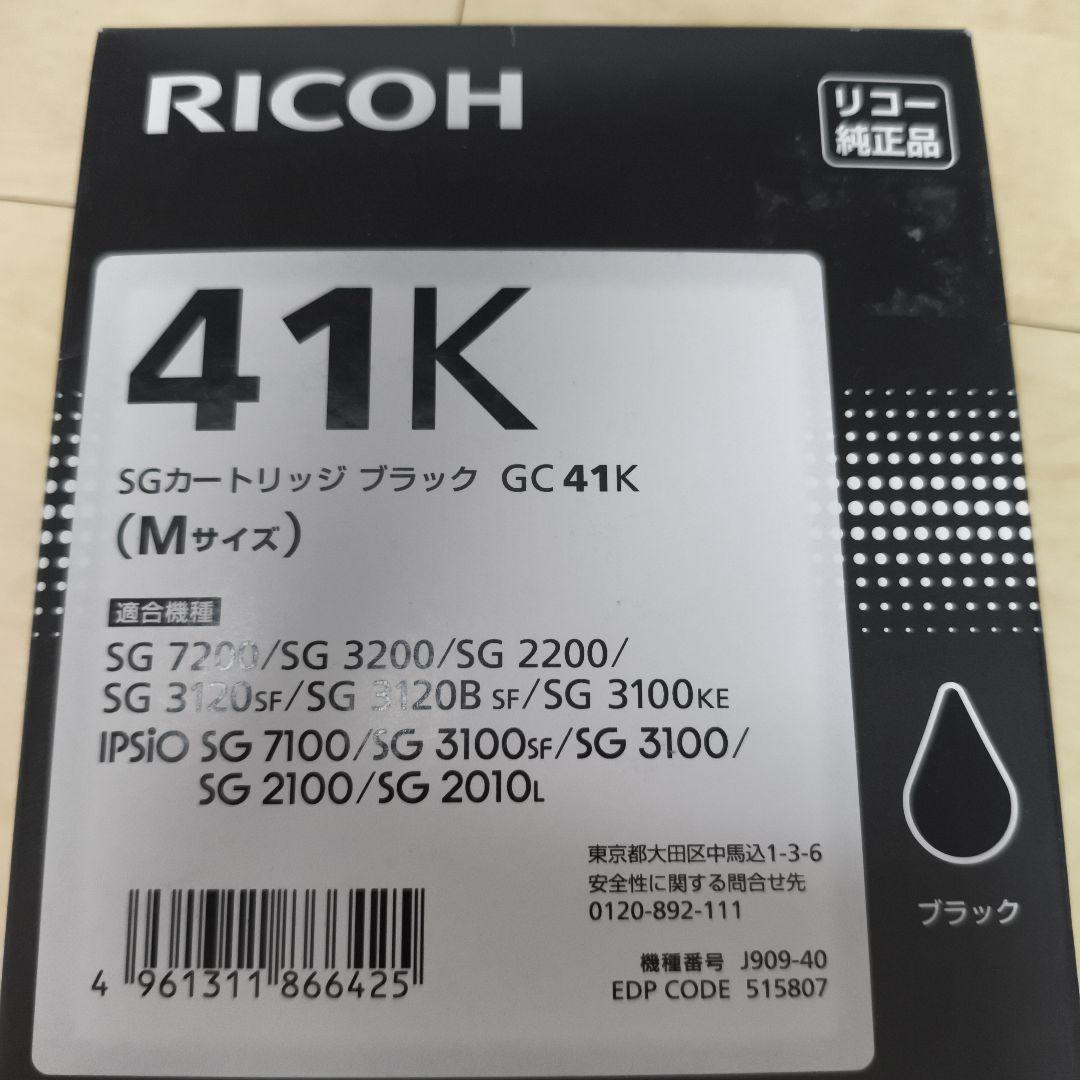 RICOH
リコー
純正品
41K
SGカートリッジ ブラック GC 41K
(Mサイズ)
適合機種
SG 7200/SG 3200/SG 2200/
SG 3120SF/SG 3120B SF/SG 3100KE
IPSiO SG 7100/SG 3100SF/SG 3100/
SG 2100/SG 2010L
東京都大田区中馬込1-3-6
安全性に関する問合せ先
0120-892-111
ブラック
機種番号 J909-40
EDP CODE 515807
4 961311 866425